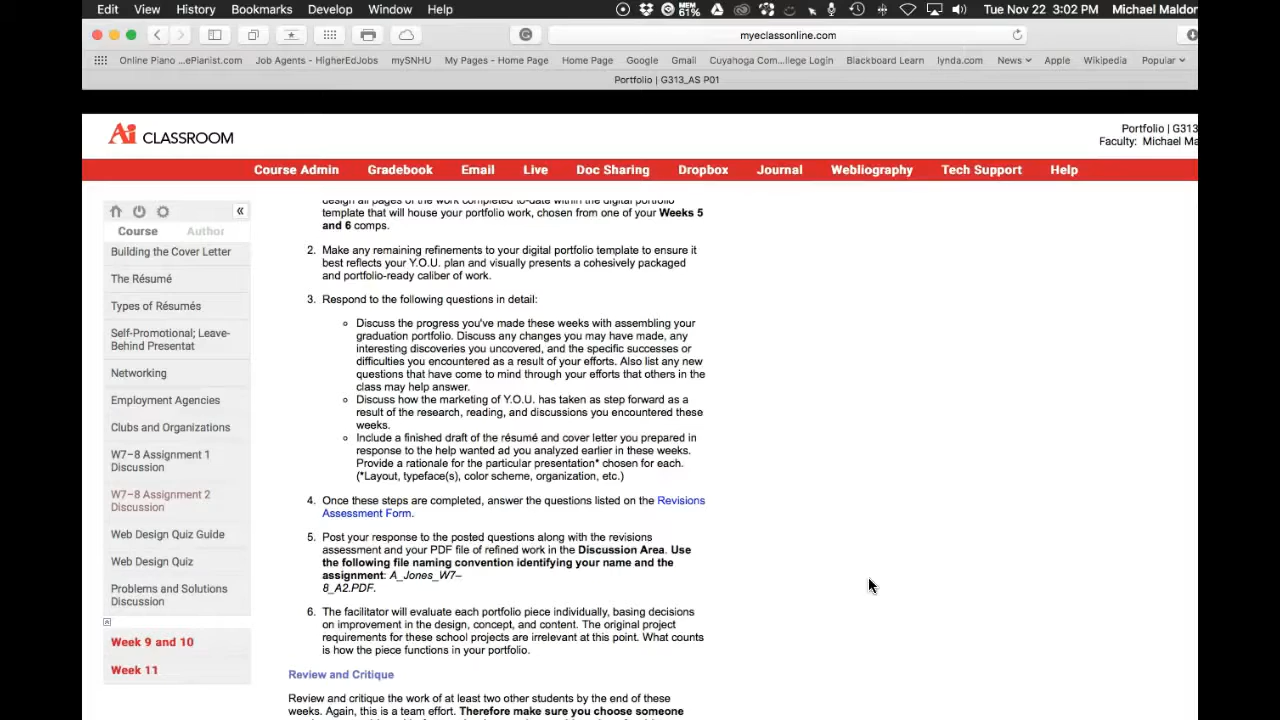 Edit View History Bookmarks Develop Window Help MEM 61% Tue Nov 22 3:02 PM Michael Maldon
myeclassonline.com
Online Piano ...ePianist.com Job Agents - HigherEdJobs mySNHU My Pages - Home Page Home Page Google Gmail Cuyahoga Com...llege Login Blackboard Learn lynda.com News Apple Wikipedia Popular
Portfolio | G313_AS P01
Ai CLASSROOM
Portfolio | G313
Faculty: Michael Ma
Course Admin Gradebook Email Live Doc Sharing Dropbox Journal Webliography Tech Support Help
«
Course Author
Building the Cover Letter
The Résumé
Types of Résumés
Self-Promotional; Leave-
Behind Presentat
Networking
Employment Agencies
Clubs and Organizations
W7–8 Assignment 1
Discussion
W7–8 Assignment 2
Discussion
Web Design Quiz Guide
Web Design Quiz
Problems and Solutions
Discussion
Week 9 and 10
Week 11
design all pages of the work completed to-date within the digital portfolio
template that will house your portfolio work, chosen from one of your Weeks 5
and 6 comps.
2. Make any remaining refinements to your digital portfolio template to ensure it
best reflects your Y.O.U. plan and visually presents a cohesively packaged
and portfolio-ready caliber of work.
3. Respond to the following questions in detail:
Discuss the progress you've made these weeks with assembling your
graduation portfolio. Discuss any changes you may have made, any
interesting discoveries you uncovered, and the specific successes or
difficulties you encountered as a result of your efforts. Also list any new
questions that have come to mind through your efforts that others in the
class may help answer.
Discuss how the marketing of Y.O.U. has taken as step forward as a
result of the research, reading, and discussions you encountered these
weeks.
Include a finished draft of the résumé and cover letter you prepared in
response to the help wanted ad you analyzed earlier in these weeks.
Provide a rationale for the particular presentation* chosen for each.
(*Layout, typeface(s), color scheme, organization, etc.)
4. Once these steps are completed, answer the questions listed on the Revisions
Assessment Form.
5. Post your response to the posted questions along with the revisions
assessment and your PDF file of refined work in the Discussion Area. Use
the following file naming convention identifying your name and the
assignment: A_Jones_W7–
8_A2.PDF.
6. The facilitator will evaluate each portfolio piece individually, basing decisions
on improvement in the design, concept, and content. The original project
requirements for these school projects are irrelevant at this point. What counts
is how the piece functions in your portfolio.
Review and Critique
Review and critique the work of at least two other students by the end of these
weeks. Again, this is a team effort. Therefore make sure you choose someone